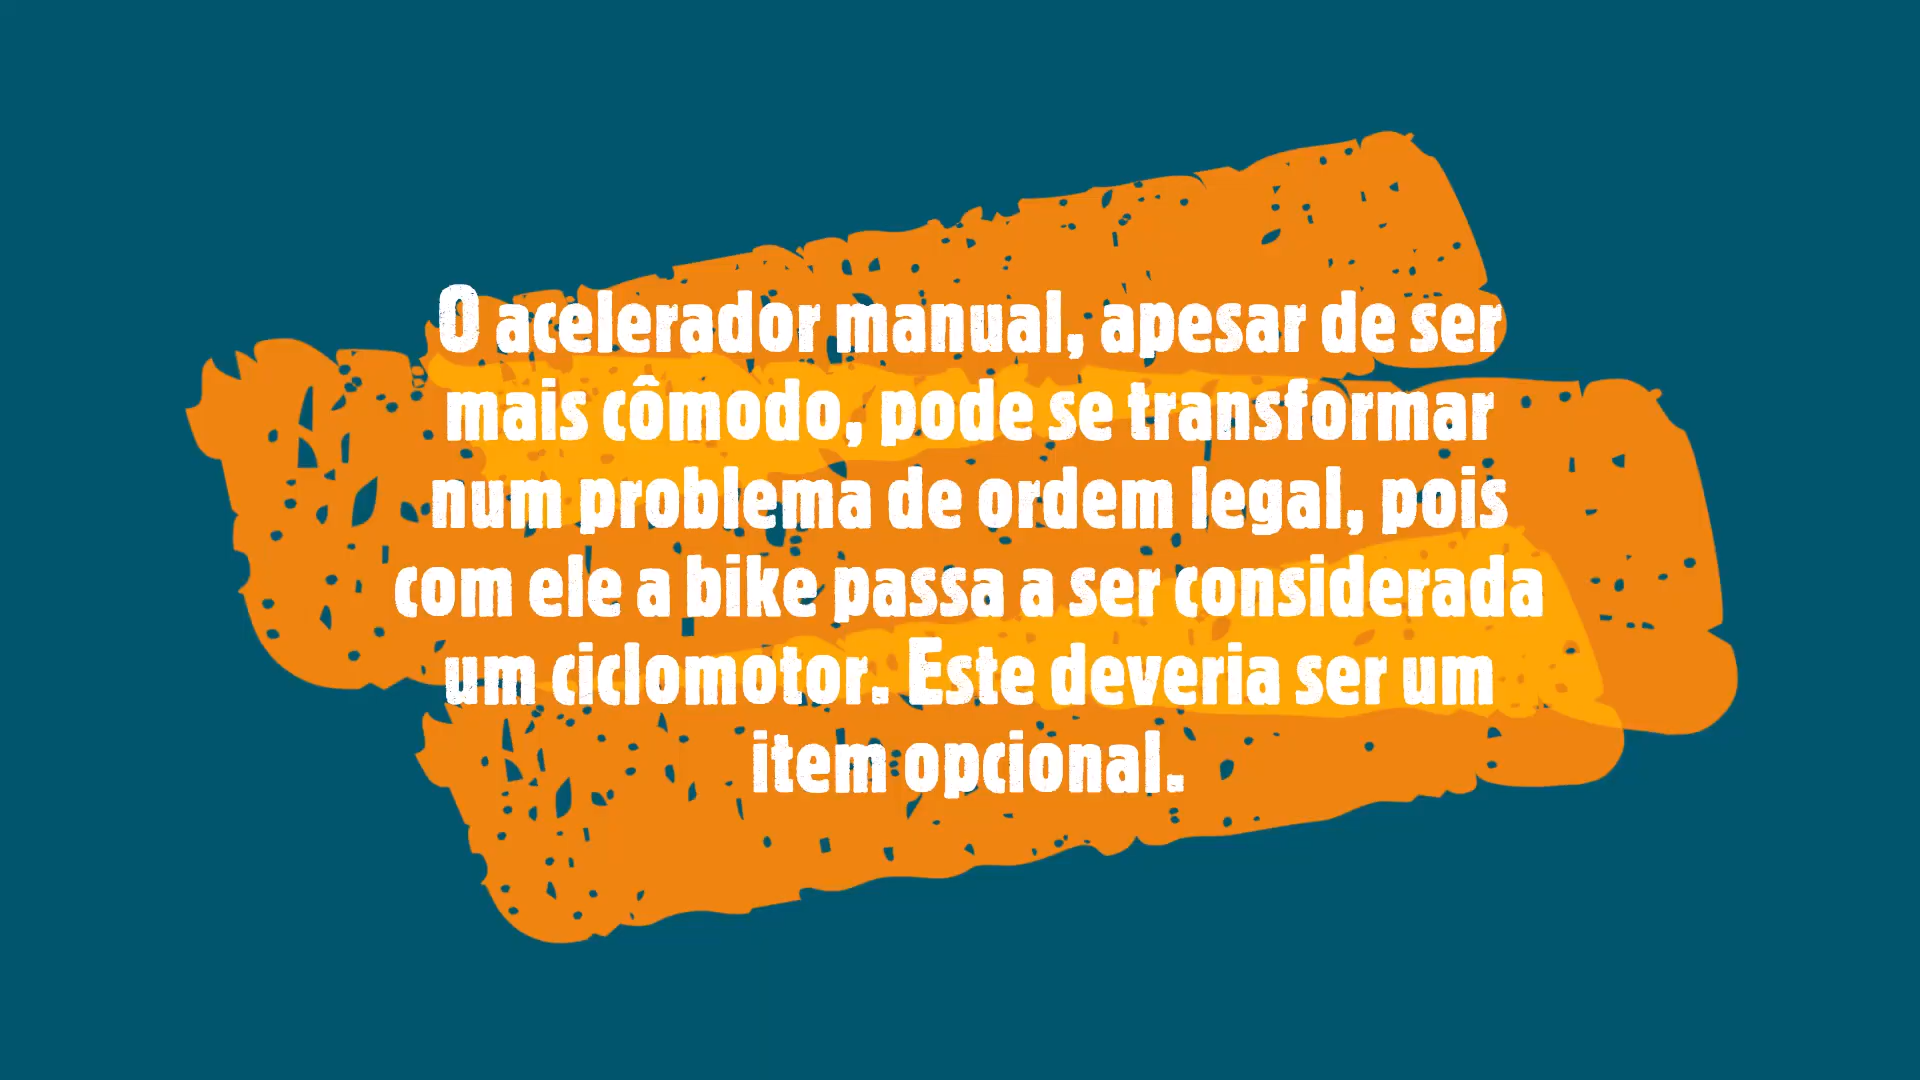 O acelerador manual, apesar de ser
mais cômodo, pode se transformar
num problema de ordem legal, pois
com ele a bike passa a ser considerada
um ciclomotor. Este deveria ser um
item opcional.